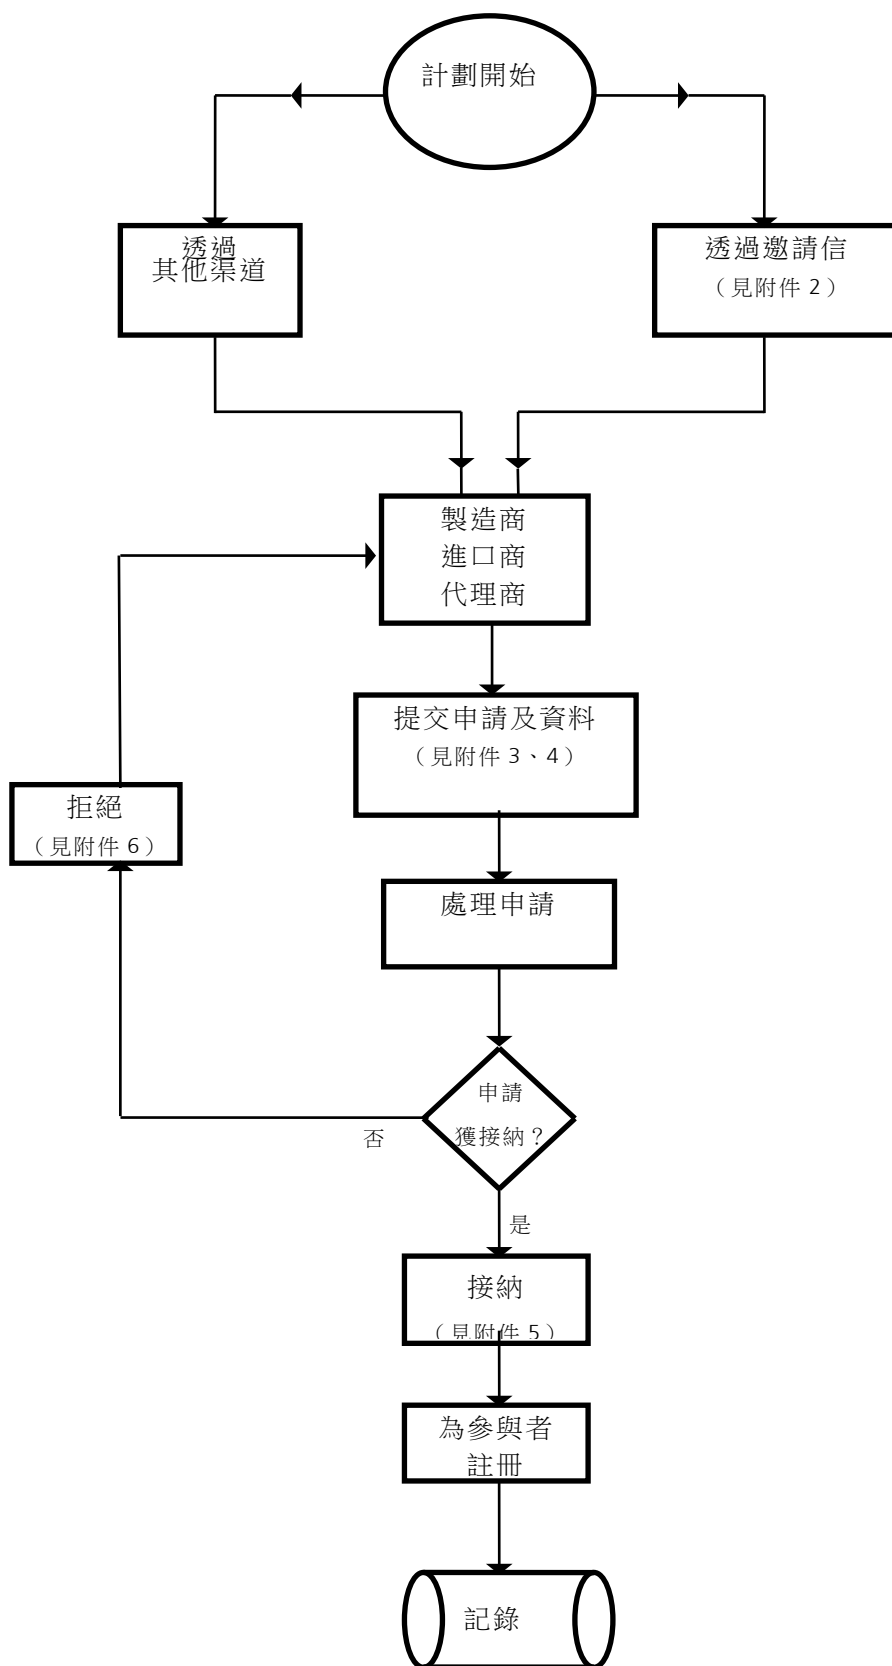 計劃開始
透過
其他渠道
透過邀請信
（見附件 2）
製造商
進口商
代理商
提交申請及資料
（見附件 3、4）
拒絕
（見附件 6）
處理申請
申請
獲接納？
否
是
接納
（見附件 5）
為參與者
註冊
記錄